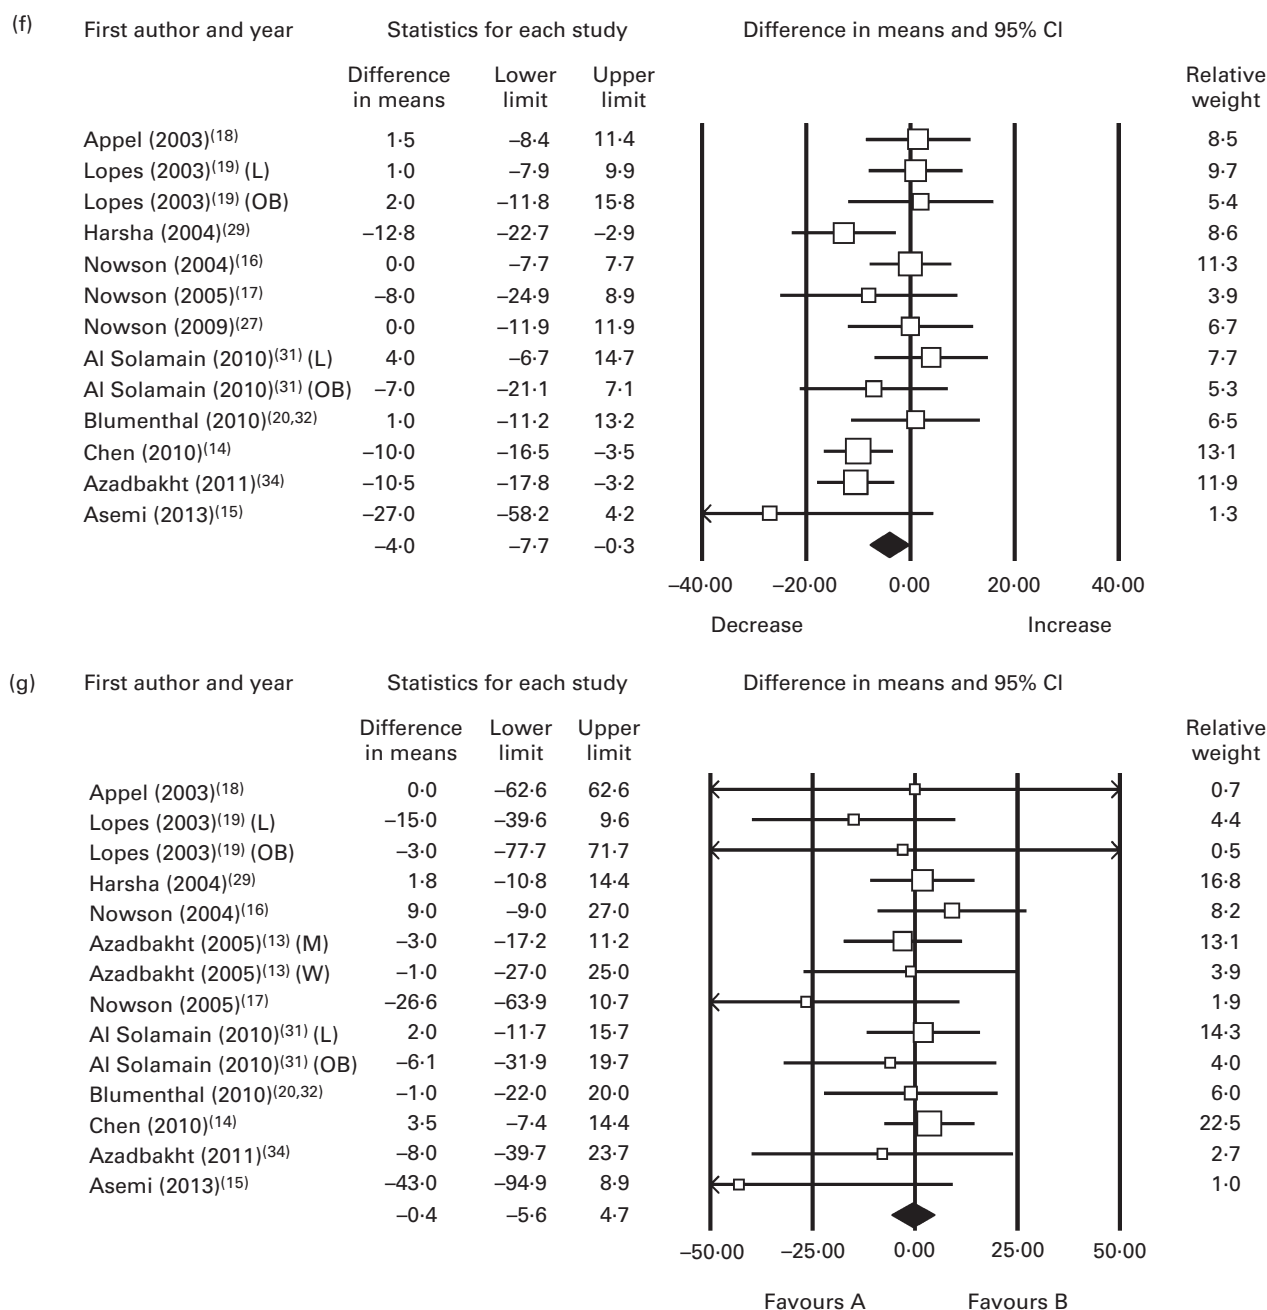 (f) First author and year Statistics for each study Difference in means and 95% CI
Difference in means Lower limit Upper limit Relative weight
Appel (2003)(18) 1·5 –8·4 11·4 8·5
Lopes (2003)(19) (L) 1·0 –7·9 9·9 9·7
Lopes (2003)(19) (OB) 2·0 –11·8 15·8 5·4
Harsha (2004)(29) –12·8 –22·7 –2·9 8·6
Nowson (2004)(16) 0·0 –7·7 7·7 11·3
Nowson (2005)(17) –8·0 –24·9 8·9 3·9
Nowson (2009)(27) 0·0 –11·9 11·9 6·7
Al Solamain (2010)(31) (L) 4·0 –6·7 14·7 7·7
Al Solamain (2010)(31) (OB) –7·0 –21·1 7·1 5·3
Blumenthal (2010)(20,32) 1·0 –11·2 13·2 6·5
Chen (2010)(14) –10·0 –16·5 –3·5 13·1
Azadbakht (2011)(34) –10·5 –17·8 –3·2 11·9
Asemi (2013)(15) –27·0 –58·2 4·2 1·3
–4·0 –7·7 –0·3
–40·00 –20·00 0·00 20·00 40·00
Decrease Increase
(g) First author and year Statistics for each study Difference in means and 95% CI
Difference in means Lower limit Upper limit Relative weight
Appel (2003)(18) 0·0 –62·6 62·6 0·7
Lopes (2003)(19) (L) –15·0 –39·6 9·6 4·4
Lopes (2003)(19) (OB) –3·0 –77·7 71·7 0·5
Harsha (2004)(29) 1·8 –10·8 14·4 16·8
Nowson (2004)(16) 9·0 –9·0 27·0 8·2
Azadbakht (2005)(13) (M) –3·0 –17·2 11·2 13·1
Azadbakht (2005)(13) (W) –1·0 –27·0 25·0 3·9
Nowson (2005)(17) –26·6 –63·9 10·7 1·9
Al Solamain (2010)(31) (L) 2·0 –11·7 15·7 14·3
Al Solamain (2010)(31) (OB) –6·1 –31·9 19·7 4·0
Blumenthal (2010)(20,32) –1·0 –22·0 20·0 6·0
Chen (2010)(14) 3·5 –7·4 14·4 22·5
Azadbakht (2011)(34) –8·0 –39·7 23·7 2·7
Asemi (2013)(15) –43·0 –94·9 8·9 1·0
–0·4 –5·6 4·7
–50·00 –25·00 0·00 25·00 50·00
Favours A Favours B